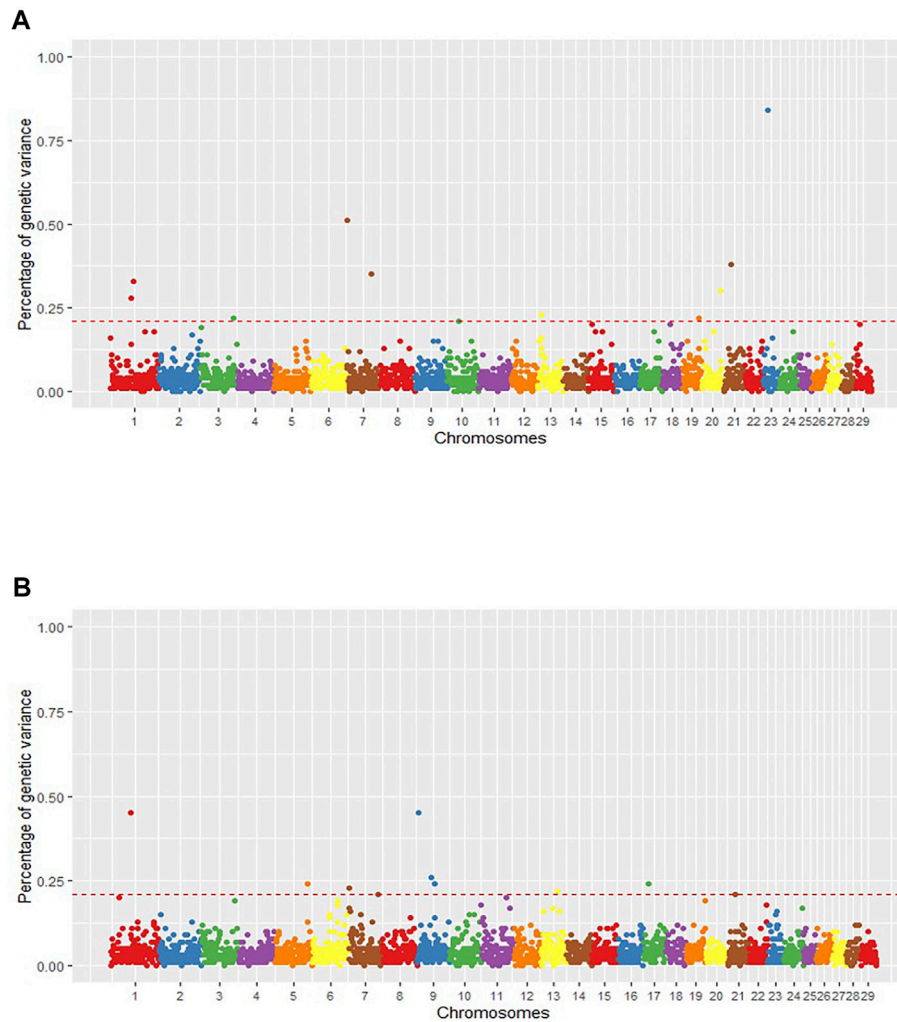 A
1.00
0.75
0.50
0.25
0.00
Percentage of genetic variance
1 2 3 4 5 6 7 8 9 10 11 12 13 14 15 16 17 18 19 20 21 22 23 24 25 26 27 28 29
Chromosomes
B
1.00
0.75
0.50
0.25
0.00
Percentage of genetic variance
1 2 3 4 5 6 7 8 9 10 11 12 13 14 15 16 17 18 19 20 21 22 23 24 25 26 27 28 29
Chromosomes